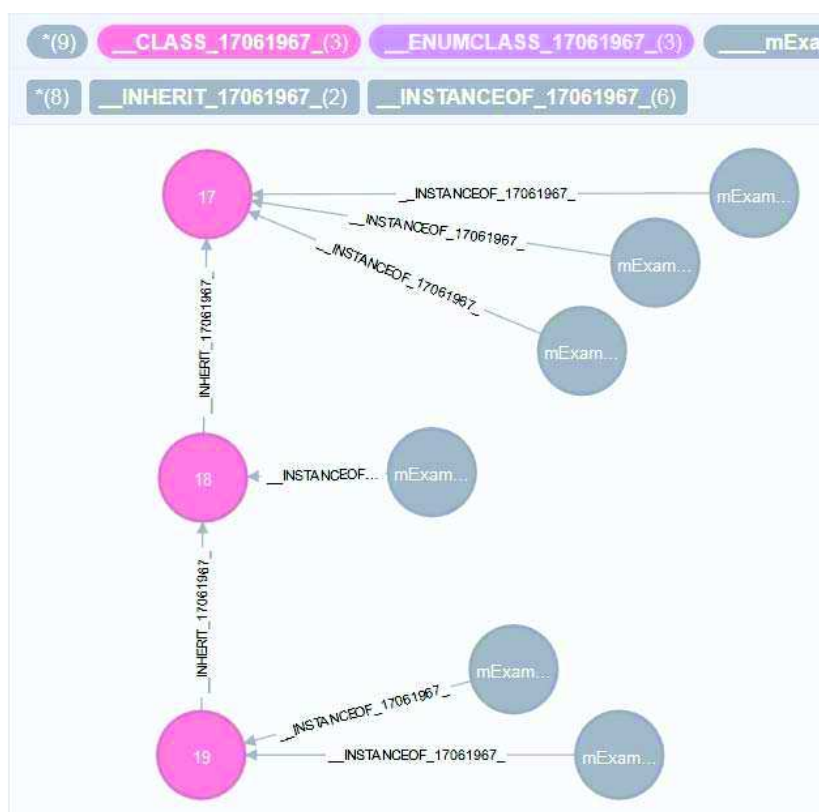 *(9) __CLASS_17061967_(3) __ENUMCLASS_17061967_(3) ____mExa
*(8) __INHERIT_17061967_(2) __INSTANCEOF_17061967_(6)
17
__INSTANCEOF_17061967_
mExam...
__INSTANCEOF_17061967_
mExam...
__INSTANCEOF_17061967_
mExam...
__INHERIT_17061967_
18
__INSTANCEOF...
mExam...
__INHERIT_17061967_
mExam...
__INSTANCEOF_17061967_
19
__INSTANCEOF_17061967_
mExam...